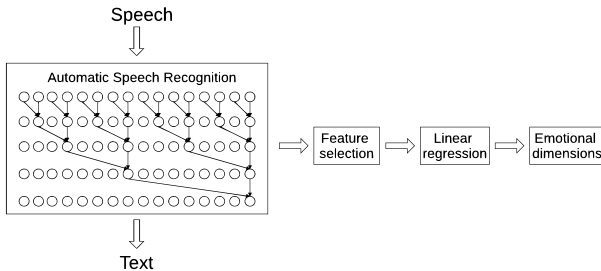 Speech
Automatic Speech Recognition
Feature
selection
Linear
regression
Emotional
dimensions
Text